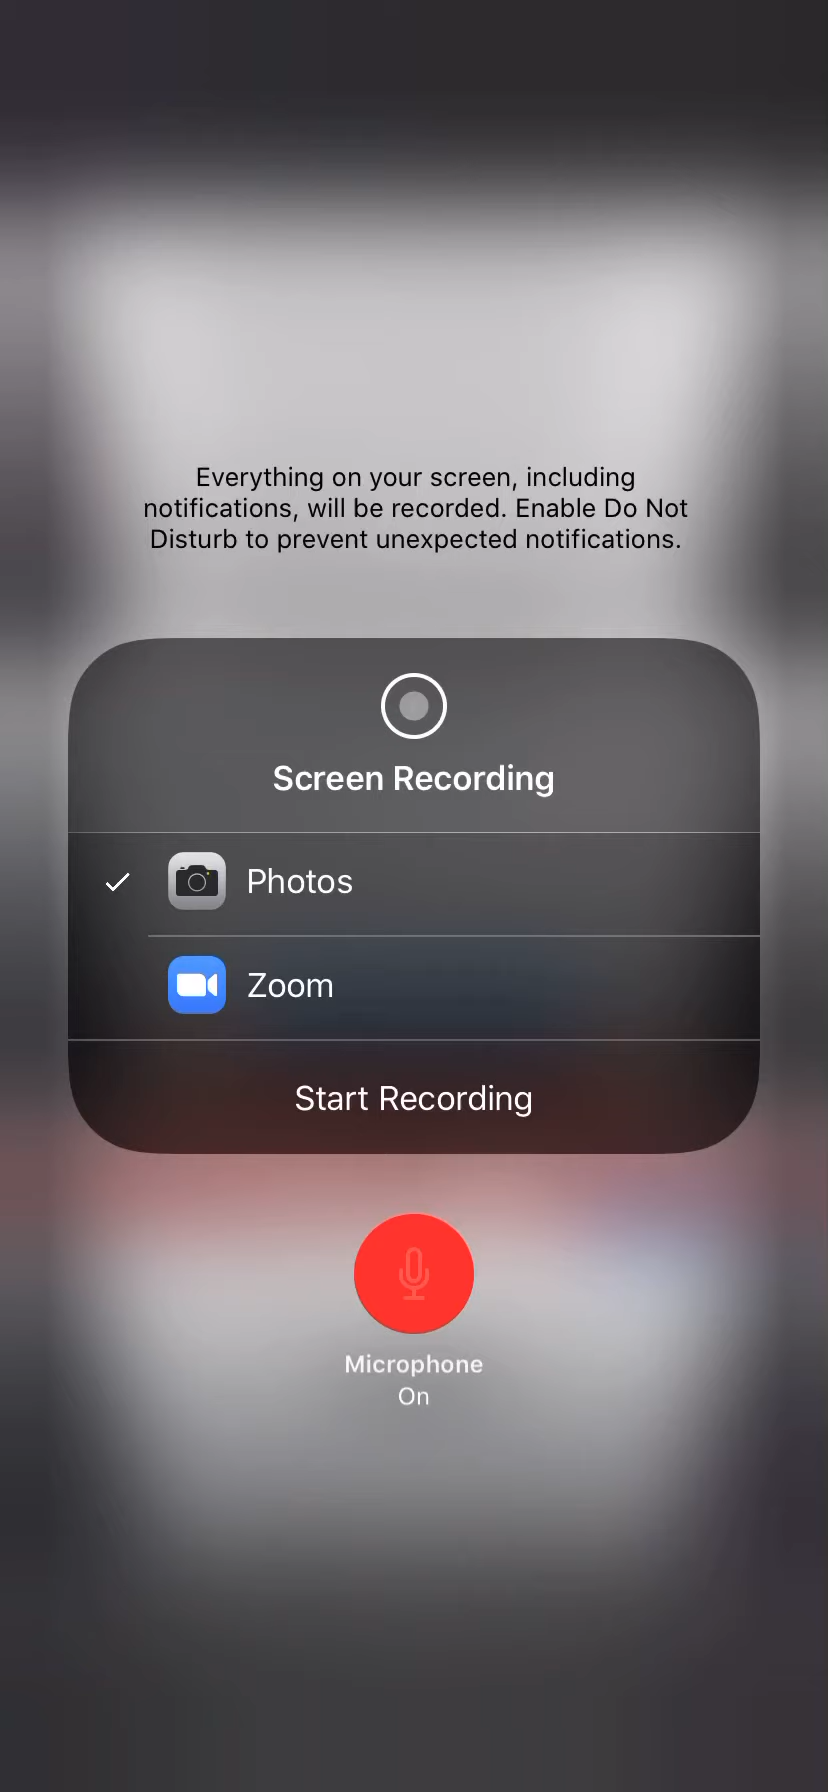 Everything on your screen, including
notifications, will be recorded. Enable Do Not
Disturb to prevent unexpected notifications.
Screen Recording
Photos
Zoom
Start Recording
Microphone
On